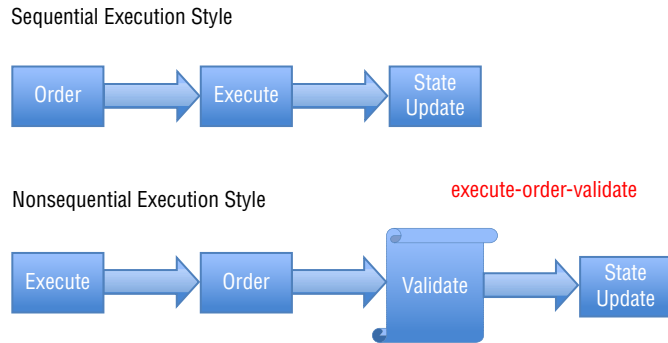 Sequential Execution Style
Order
Execute
State
Update
Nonsequential Execution Style
execute-order-validate
Execute
Order
Validate
State
Update